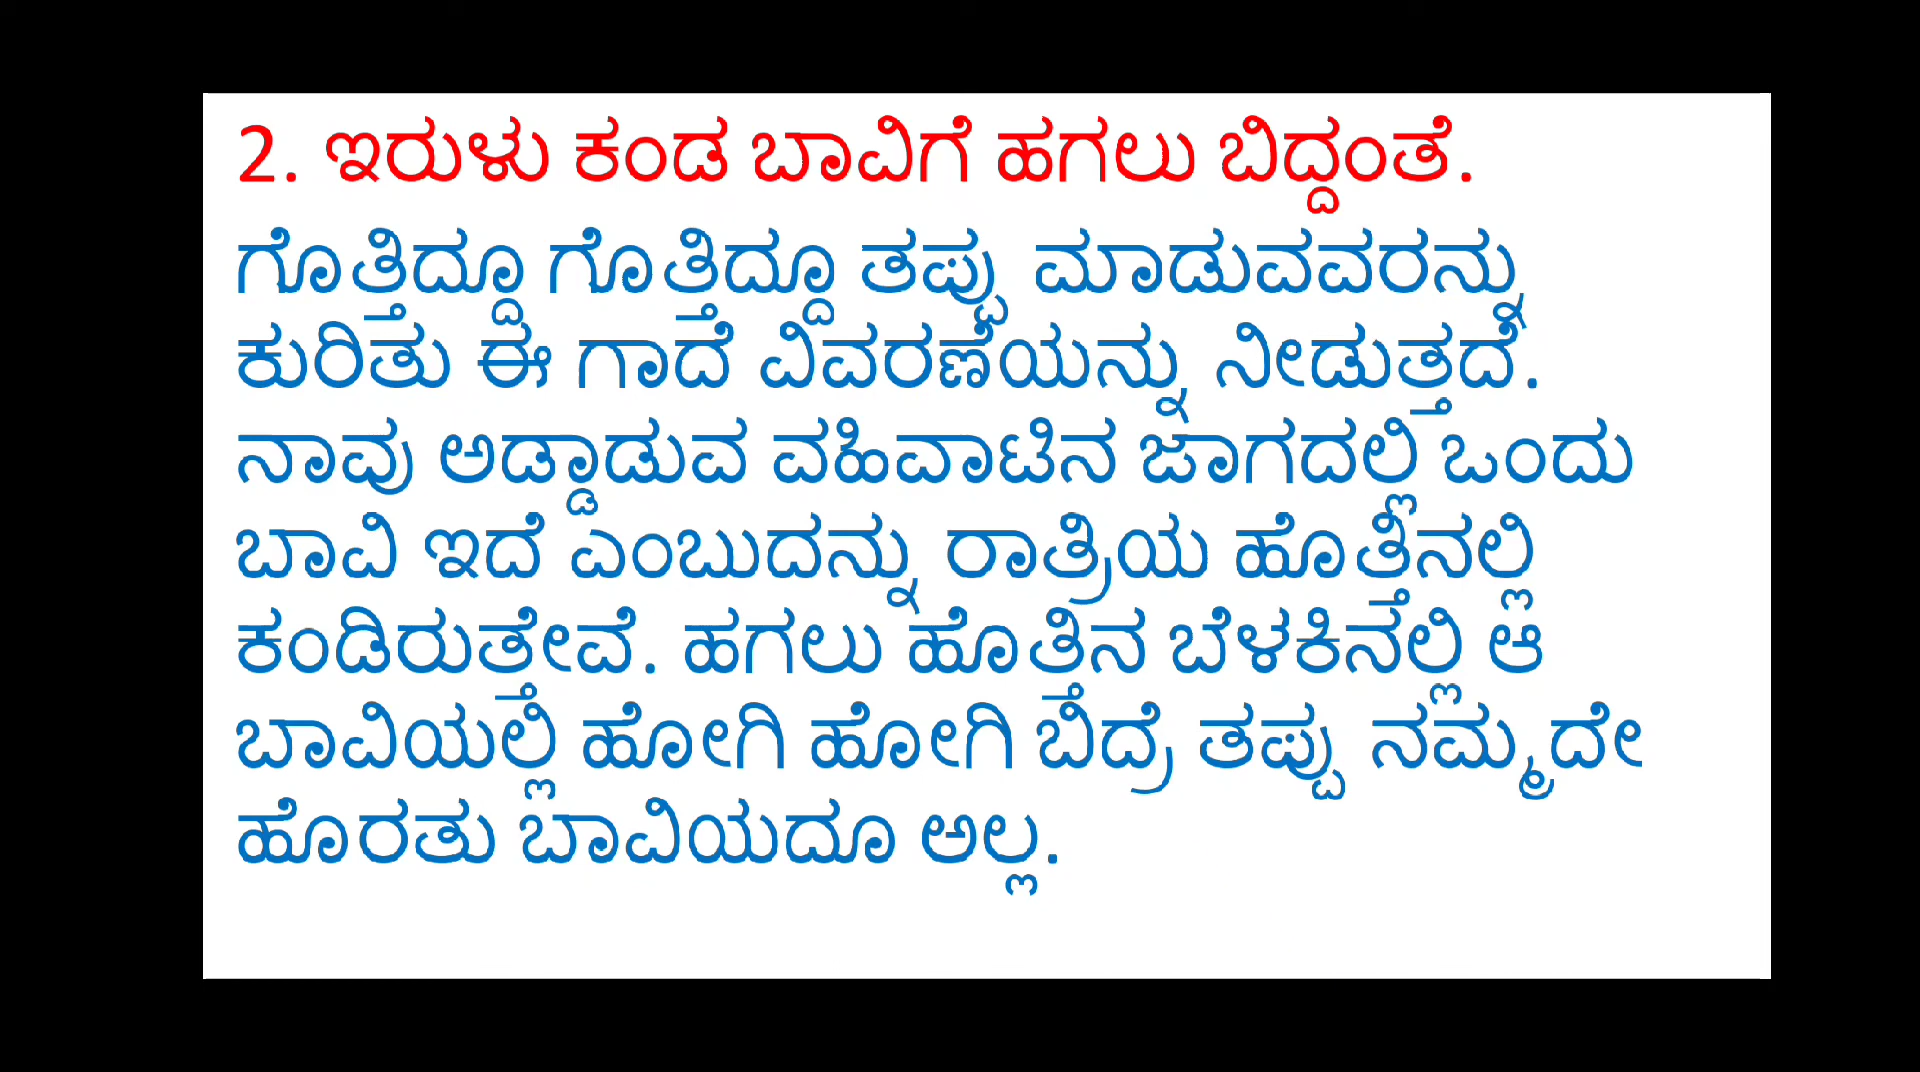 2. ಇರುಳು ಕಂಡ ಬಾವಿಗೆ ಹಗಲು ಬಿದ್ದಂತೆ.
ಗೊತ್ತಿದ್ದೂ ಗೊತ್ತಿದ್ದೂ ತಪ್ಪು ಮಾಡುವವರನ್ನು
ಕುರಿತು ಈ ಗಾದೆ ವಿವರಣೆಯನ್ನು ನೀಡುತ್ತದೆ.
ನಾವು ಅಡ್ಡಾಡುವ ವಹಿವಾಟಿನ ಜಾಗದಲ್ಲಿ ಒಂದು
ಬಾವಿ ಇದೆ ಎಂಬುದನ್ನು ರಾತ್ರಿಯ ಹೊತ್ತಿನಲ್ಲಿ
ಕಂಡಿರುತ್ತೇವೆ. ಹಗಲು ಹೊತ್ತಿನ ಬೆಳಕಿನಲ್ಲಿ ಆ
ಬಾವಿಯಲ್ಲಿ ಹೋಗಿ ಹೋಗಿ ಬಿದ್ರೆ ತಪ್ಪು ನಮ್ಮದೇ
ಹೊರತು ಬಾವಿಯದೂ ಅಲ್ಲ.